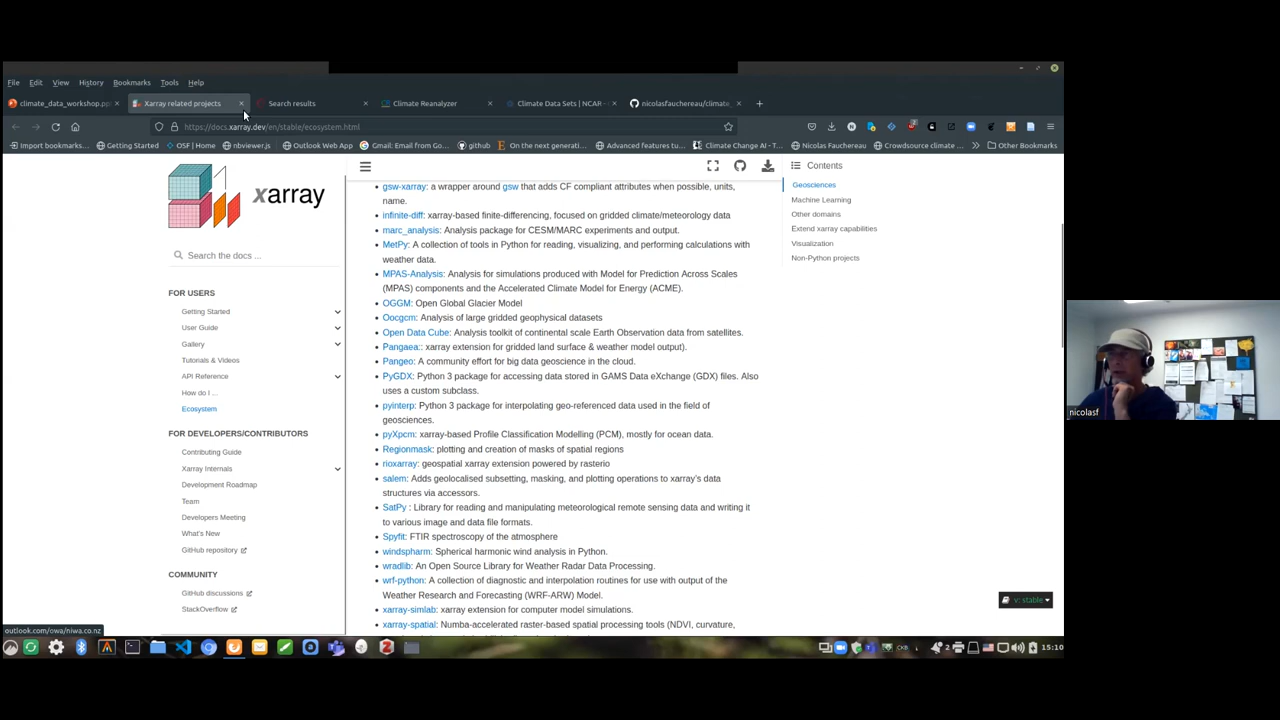 File Edit View History Bookmarks Tools Help
climate_data_workshop.ppt Xarray related projects Search results Climate Reanalyzer Climate Data Sets | NCAR - nicolasfauchereau/climate_
https://docs.xarray.dev/en/stable/ecosystem.html
Import bookmarks... Getting Started OSF | Home nbviewer.js Outlook Web App Gmail: Email from Go... github On the next generati... Advanced features tu... Climate Change AI - T... Nicolas Fauchereau Crowdsource climate ... Other Bookmarks
xarray
Search the docs ...
FOR USERS
Getting Started
User Guide
Gallery
Tutorials & Videos
API Reference
How do I ...
Ecosystem
FOR DEVELOPERS/CONTRIBUTORS
Contributing Guide
Xarray Internals
Development Roadmap
Team
Developers Meeting
What's New
GitHub repository
COMMUNITY
GitHub discussions
StackOverflow
gsw-xarray: a wrapper around gsw that adds CF compliant attributes when possible, units,
name.
infinite-diff: xarray-based finite-differencing, focused on gridded climate/meteorology data
marc_analysis: Analysis package for CESM/MARC experiments and output.
MetPy: A collection of tools in Python for reading, visualizing, and performing calculations with
weather data.
MPAS-Analysis: Analysis for simulations produced with Model for Prediction Across Scales
(MPAS) components and the Accelerated Climate Model for Energy (ACME).
OGGM: Open Global Glacier Model
Oocgcm: Analysis of large gridded geophysical datasets
Open Data Cube: Analysis toolkit of continental scale Earth Observation data from satellites.
Pangaea:: xarray extension for gridded land surface & weather model output).
Pangeo: A community effort for big data geoscience in the cloud.
PyGDX: Python 3 package for accessing data stored in GAMS Data eXchange (GDX) files. Also
uses a custom subclass.
pyinterp: Python 3 package for interpolating geo-referenced data used in the field of
geosciences.
pyXpcm: xarray-based Profile Classification Modelling (PCM), mostly for ocean data.
Regionmask: plotting and creation of masks of spatial regions
rioxarray: geospatial xarray extension powered by rasterio
salem: Adds geolocalised subsetting, masking, and plotting operations to xarray's data
structures via accessors.
SatPy : Library for reading and manipulating meteorological remote sensing data and writing it
to various image and data file formats.
Spyfit: FTIR spectroscopy of the atmosphere
windspharm: Spherical harmonic wind analysis in Python.
wradlib: An Open Source Library for Weather Radar Data Processing.
wrf-python: A collection of diagnostic and interpolation routines for use with output of the
Weather Research and Forecasting (WRF-ARW) Model.
xarray-simlab: xarray extension for computer model simulations.
xarray-spatial: Numba-accelerated raster-based spatial processing tools (NDVI, curvature,
Contents
Geosciences
Machine Learning
Other domains
Extend xarray capabilities
Visualization
Non-Python projects
v: stable
outlook.com/owa/niwa.co.nz
2 15:10
nicolasf